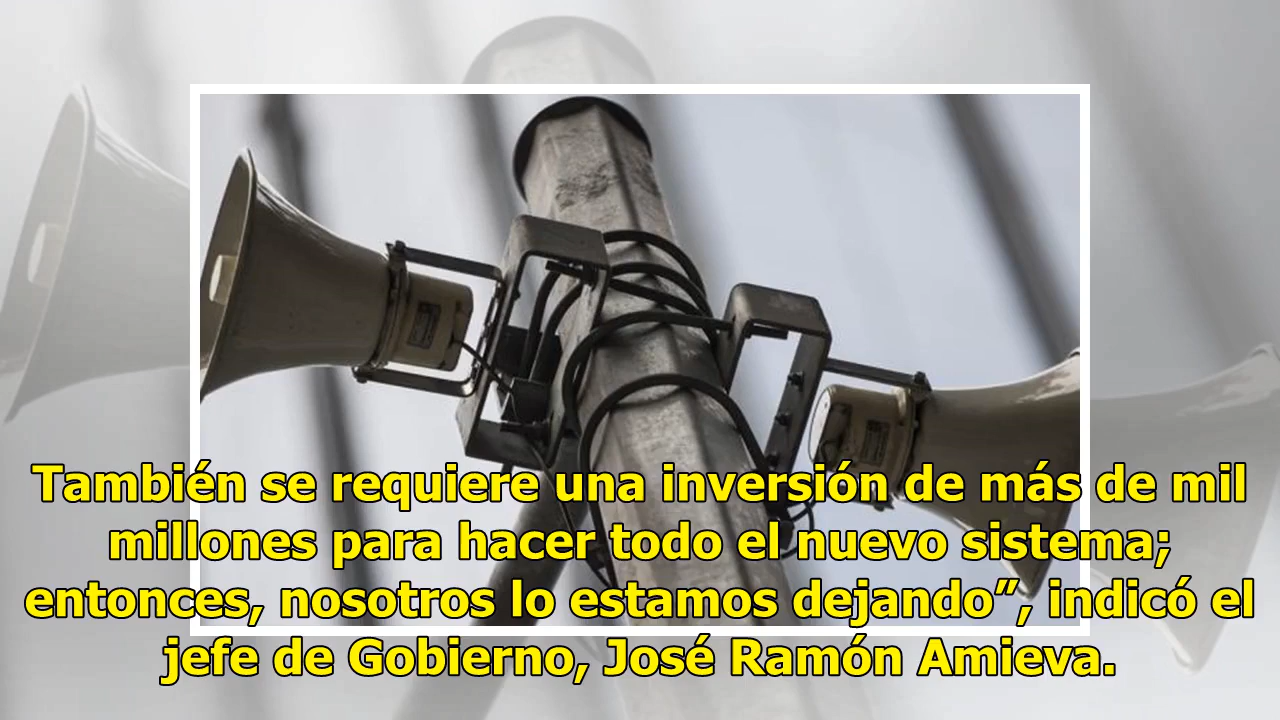 También se requiere una inversión de más de mil
millones para hacer todo el nuevo sistema;
entonces, nosotros lo estamos dejando”, indicó el
jefe de Gobierno, José Ramón Amieva.